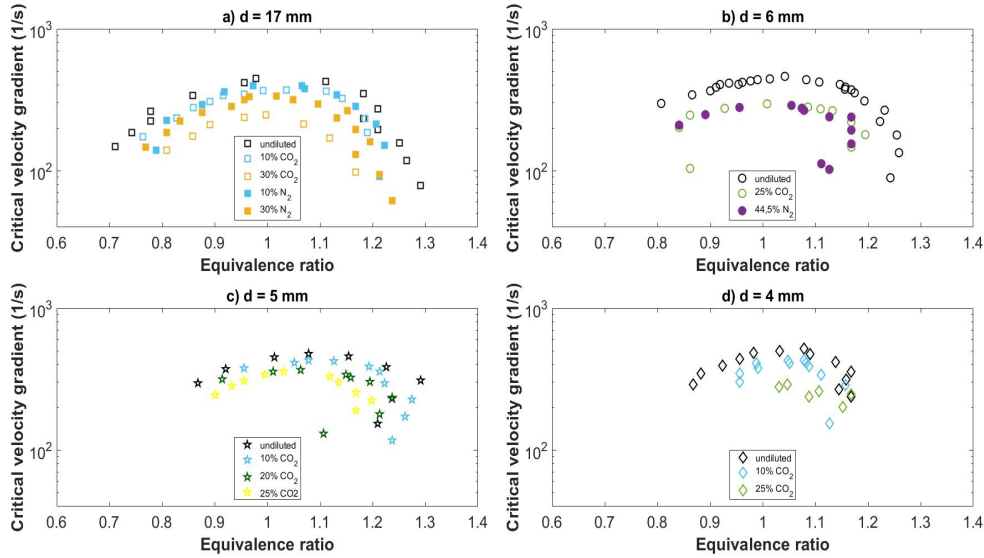 a) d = 17 mm
Critical velocity gradient (1/s)
10³
10²
undiluted
10% CO₂
30% CO₂
10% N₂
30% N₂
0.6 0.7 0.8 0.9 1 1.1 1.2 1.3 1.4
Equivalence ratio
b) d = 6 mm
Critical velocity gradient (1/s)
10³
10²
undiluted
25% CO₂
44,5% N₂
0.6 0.7 0.8 0.9 1 1.1 1.2 1.3 1.4
Equivalence ratio
c) d = 5 mm
Critical velocity gradient (1/s)
10³
10²
undiluted
10% CO₂
20% CO₂
25% CO2
0.6 0.7 0.8 0.9 1 1.1 1.2 1.3 1.4
Equivalence ratio
d) d = 4 mm
Critical velocity gradient (1/s)
10³
10²
undiluted
10% CO₂
25% CO₂
0.6 0.7 0.8 0.9 1 1.1 1.2 1.3 1.4
Equivalence ratio